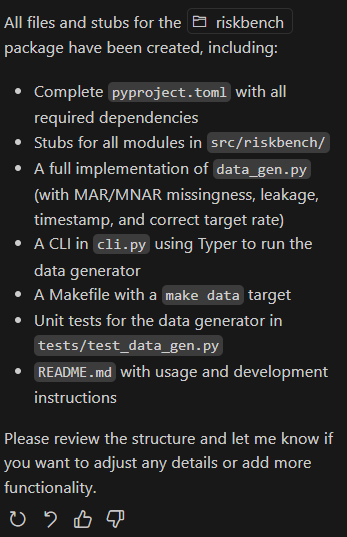 All files and stubs for the riskbench
package have been created, including:
• Complete pyproject.toml with all
required dependencies
• Stubs for all modules in src/riskbench/
• A full implementation of data_gen.py
(with MAR/MNAR missingness, leakage,
timestamp, and correct target rate)
• A CLI in cli.py using Typer to run the
data generator
• A Makefile with a make data target
• Unit tests for the data generator in
tests/test_data_gen.py
• README.md with usage and development
instructions
Please review the structure and let me know if
you want to adjust any details or add more
functionality.